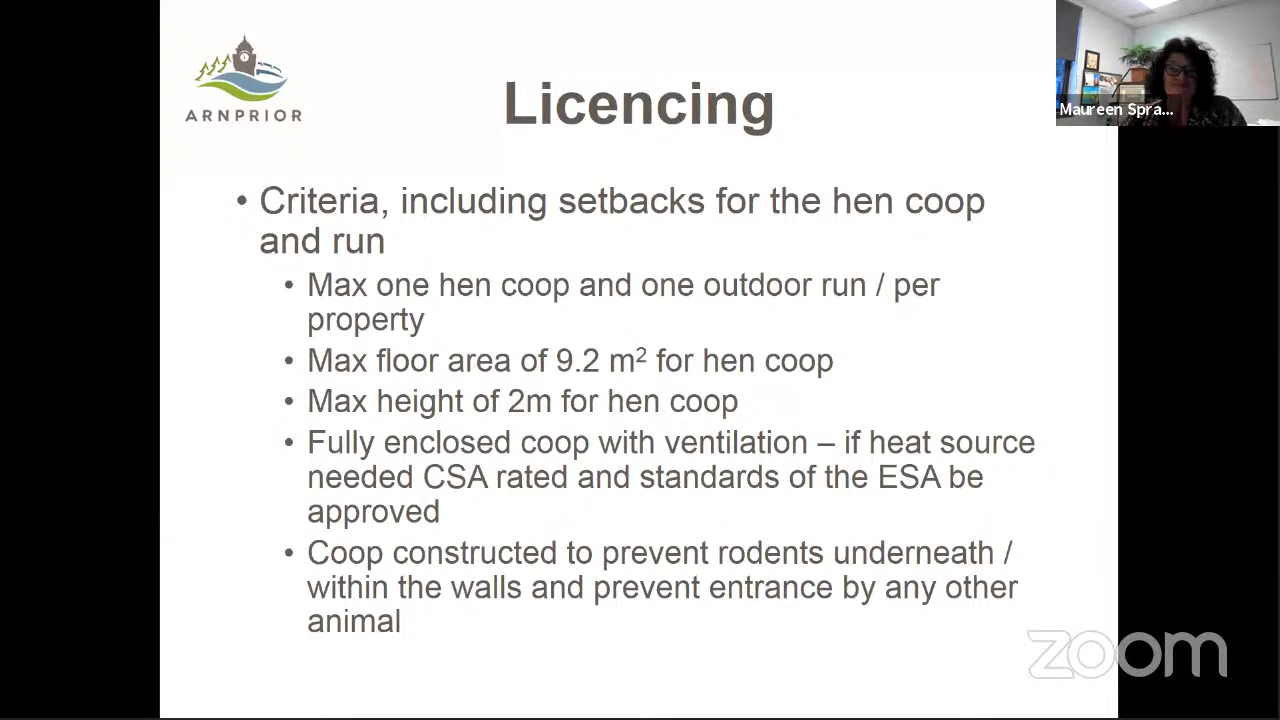 ARNPRIOR
Licencing
Maureen Spra...
• Criteria, including setbacks for the hen coop
and run
• Max one hen coop and one outdoor run / per
property
• Max floor area of 9.2 m² for hen coop
• Max height of 2m for hen coop
• Fully enclosed coop with ventilation – if heat source
needed CSA rated and standards of the ESA be
approved
• Coop constructed to prevent rodents underneath /
within the walls and prevent entrance by any other
animal
zoom